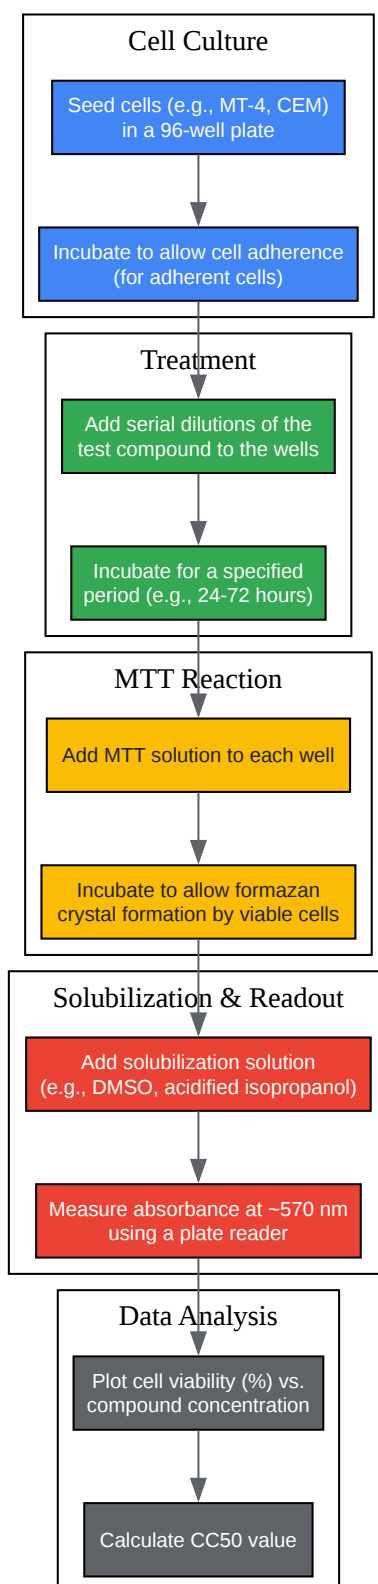 Cell Culture
Seed cells (e.g., MT-4, CEM)
in a 96-well plate
Incubate to allow cell adherence
(for adherent cells)
Treatment
Add serial dilutions of the
test compound to the wells
Incubate for a specified
period (e.g., 24-72 hours)
MTT Reaction
Add MTT solution to each well
Incubate to allow formazan
crystal formation by viable cells
Solubilization & Readout
Add solubilization solution
(e.g., DMSO, acidified isopropanol)
Measure absorbance at ~570 nm
using a plate reader
Data Analysis
Plot cell viability (%) vs.
compound concentration
Calculate CC50 value